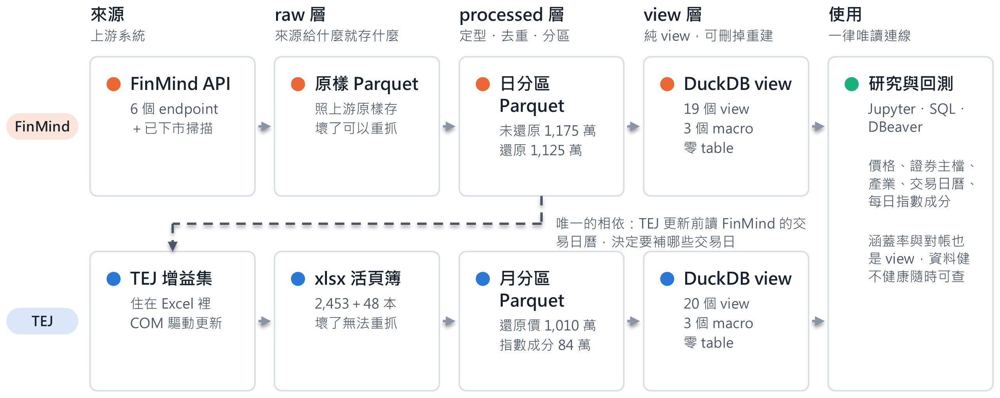 來源
上游系統
raw 層
來源給什麼就存什麼
processed 層
定型．去重．分區
view 層
純 view，可刪掉重建
使用
一律唯讀連線
FinMind
FinMind API
6 個 endpoint
+ 已下市掃描
原樣 Parquet
照上游原樣存
壞了可以重抓
日分區
Parquet
未還原 1,175 萬
還原 1,125 萬
DuckDB view
19 個 view
3 個 macro
零 table
研究與回測
Jupyter · SQL ·
DBeaver
價格、證券主檔、
產業、交易日曆、
每日指數成分
涵蓋率與對帳也
是 view，資料健
不健康隨時可查
唯一的相依：TEJ 更新前讀 FinMind 的交
易日曆，決定要補哪些交易日
TEJ
TEJ 增益集
住在 Excel 裡
COM 驅動更新
xlsx 活頁簿
2,453 + 48 本
壞了無法重抓
月分區
Parquet
還原價 1,010 萬
指數成分 84 萬
DuckDB view
20 個 view
3 個 macro
零 table